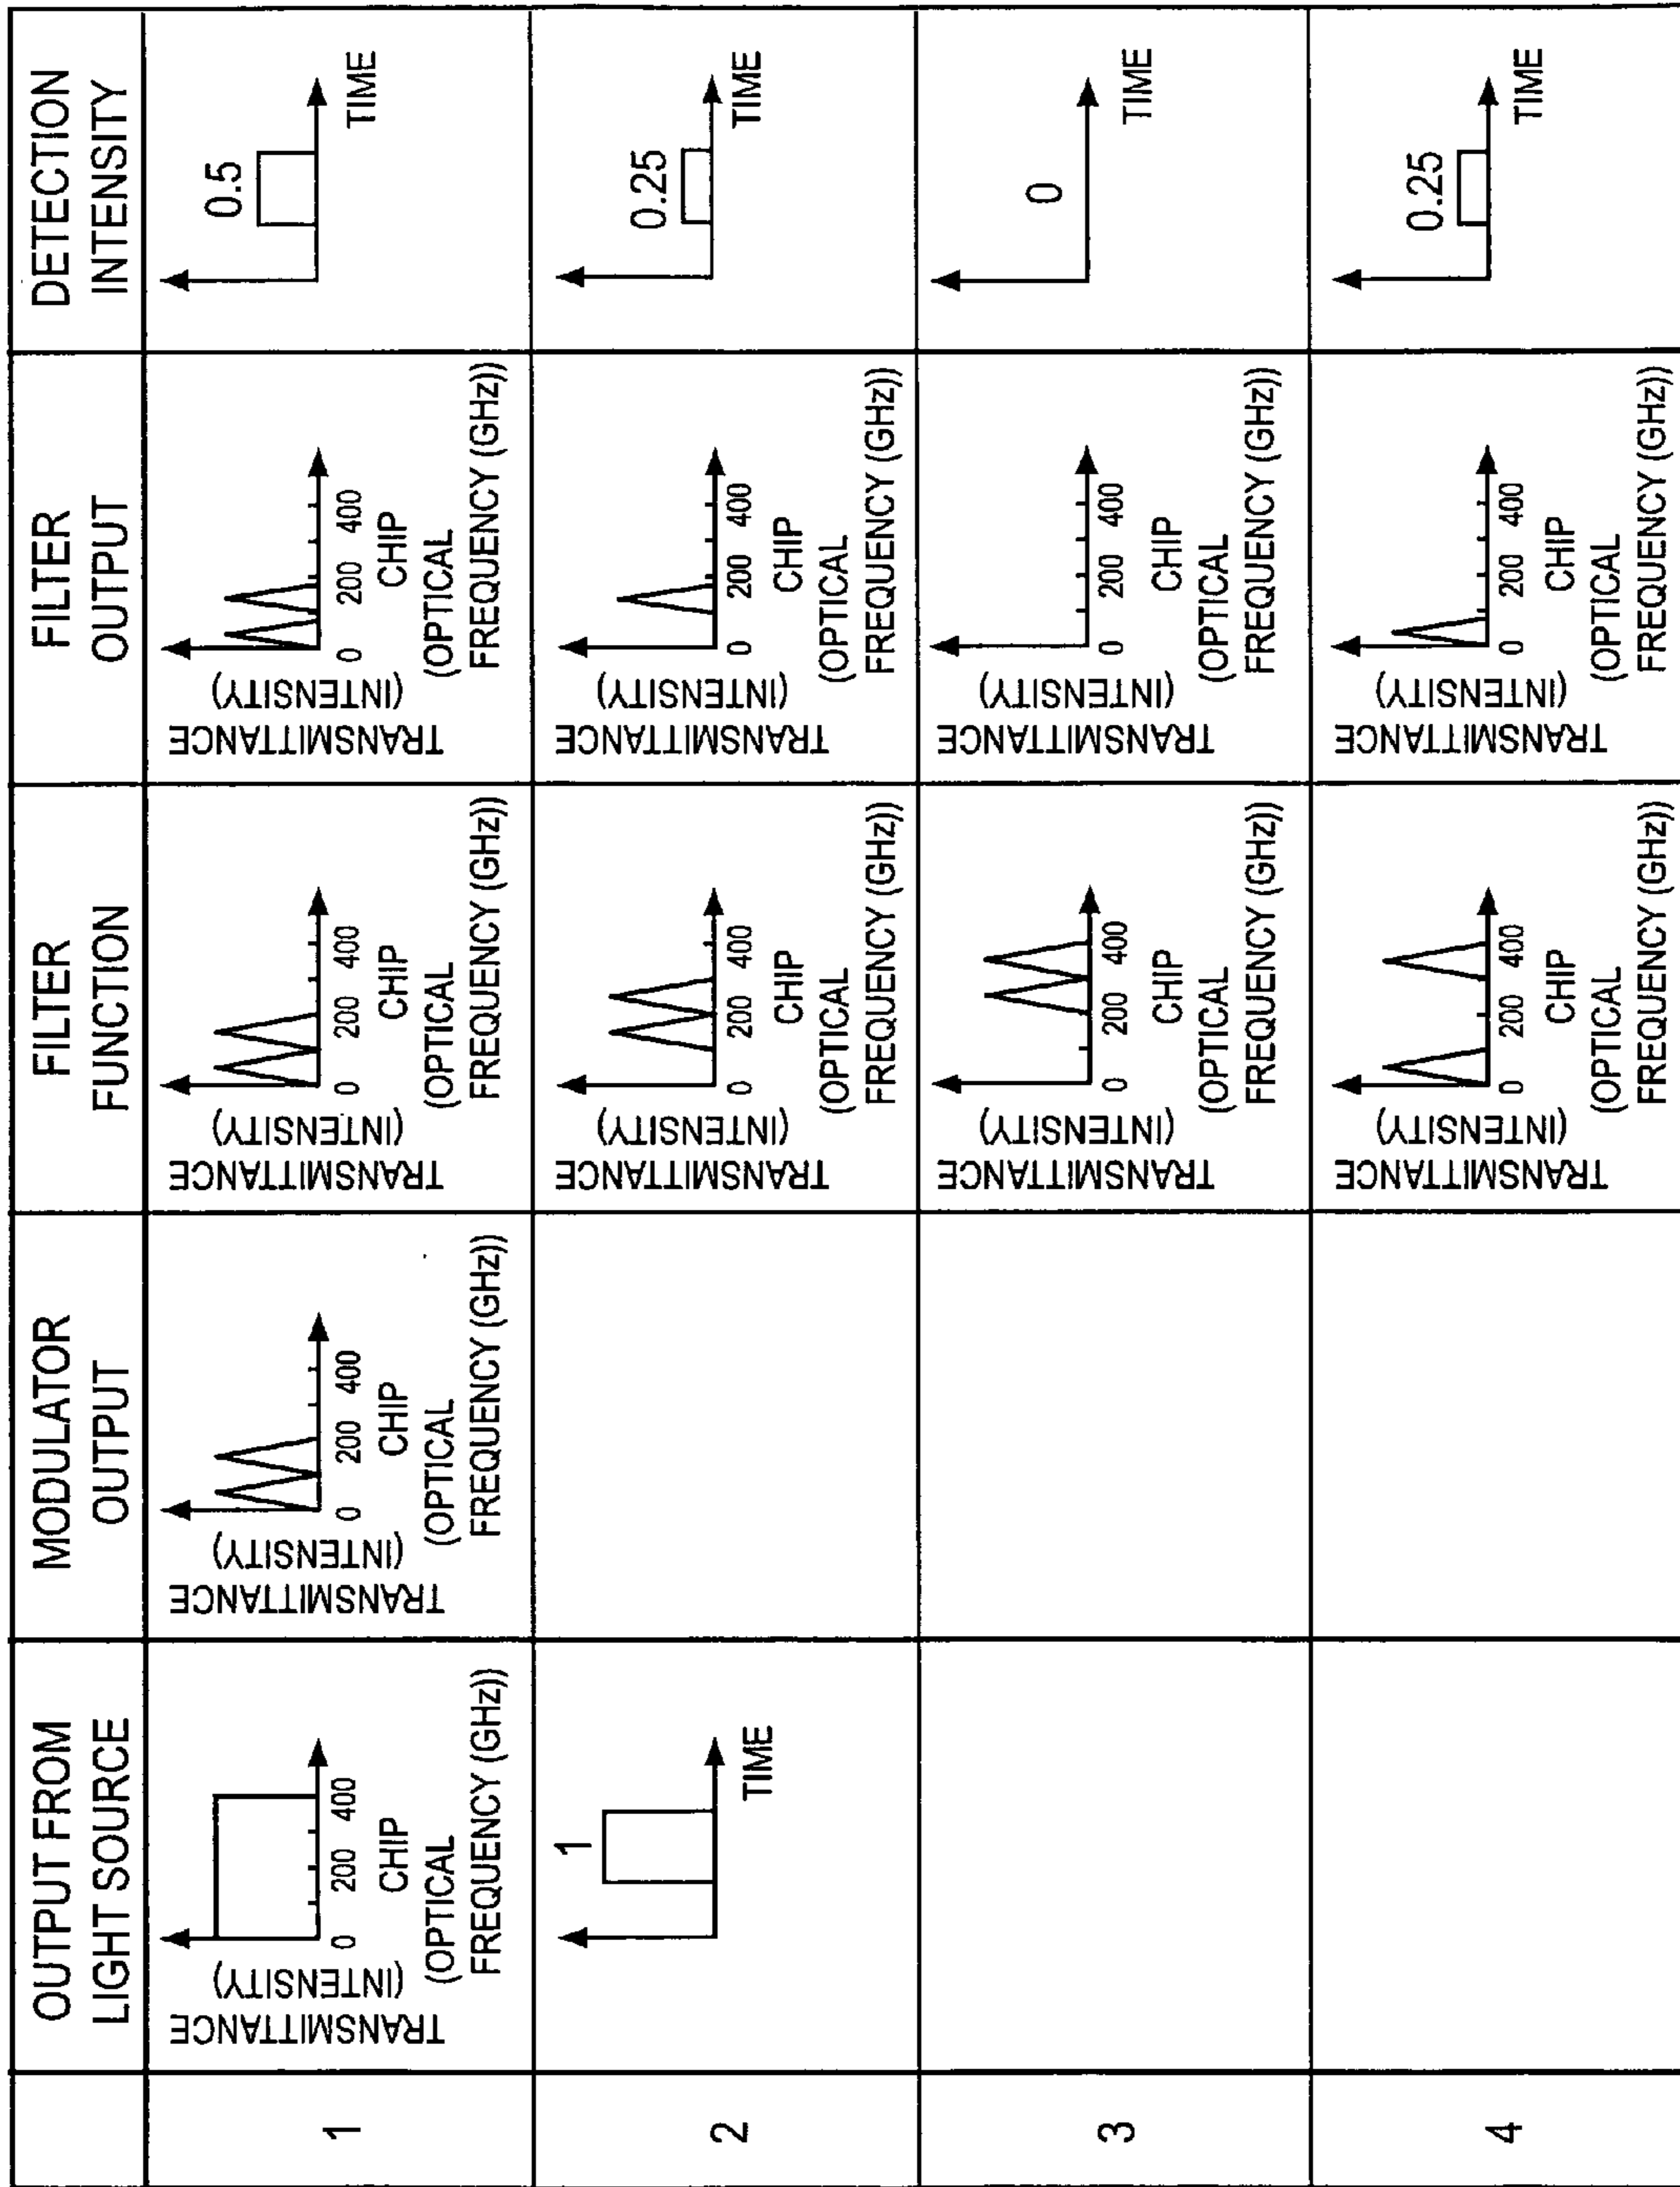 OUTPUT FROM
LIGHT SOURCE
MODULATOR
OUTPUT
FILTER
FUNCTION
FILTER
OUTPUT
DETECTION
INTENSITY
1
TRANSMITTANCE
(INTENSITY)
0 200 400
CHIP
(OPTICAL
FREQUENCY (GHz))
TRANSMITTANCE
(INTENSITY)
0 200 400
CHIP
(OPTICAL
FREQUENCY (GHz))
TRANSMITTANCE
(INTENSITY)
0 200 400
CHIP
(OPTICAL
FREQUENCY (GHz))
TRANSMITTANCE
(INTENSITY)
0 200 400
CHIP
(OPTICAL
FREQUENCY (GHz))
0.5
TIME
2
1
TIME
TRANSMITTANCE
(INTENSITY)
0 200 400
CHIP
(OPTICAL
FREQUENCY (GHz))
TRANSMITTANCE
(INTENSITY)
0 200 400
CHIP
(OPTICAL
FREQUENCY (GHz))
0.25
TIME
3
TRANSMITTANCE
(INTENSITY)
0 200 400
CHIP
(OPTICAL
FREQUENCY (GHz))
TRANSMITTANCE
(INTENSITY)
0 200 400
CHIP
(OPTICAL
FREQUENCY (GHz))
0
TIME
4
TRANSMITTANCE
(INTENSITY)
0 200 400
CHIP
(OPTICAL
FREQUENCY (GHz))
TRANSMITTANCE
(INTENSITY)
0 200 400
CHIP
(OPTICAL
FREQUENCY (GHz))
0.25
TIME